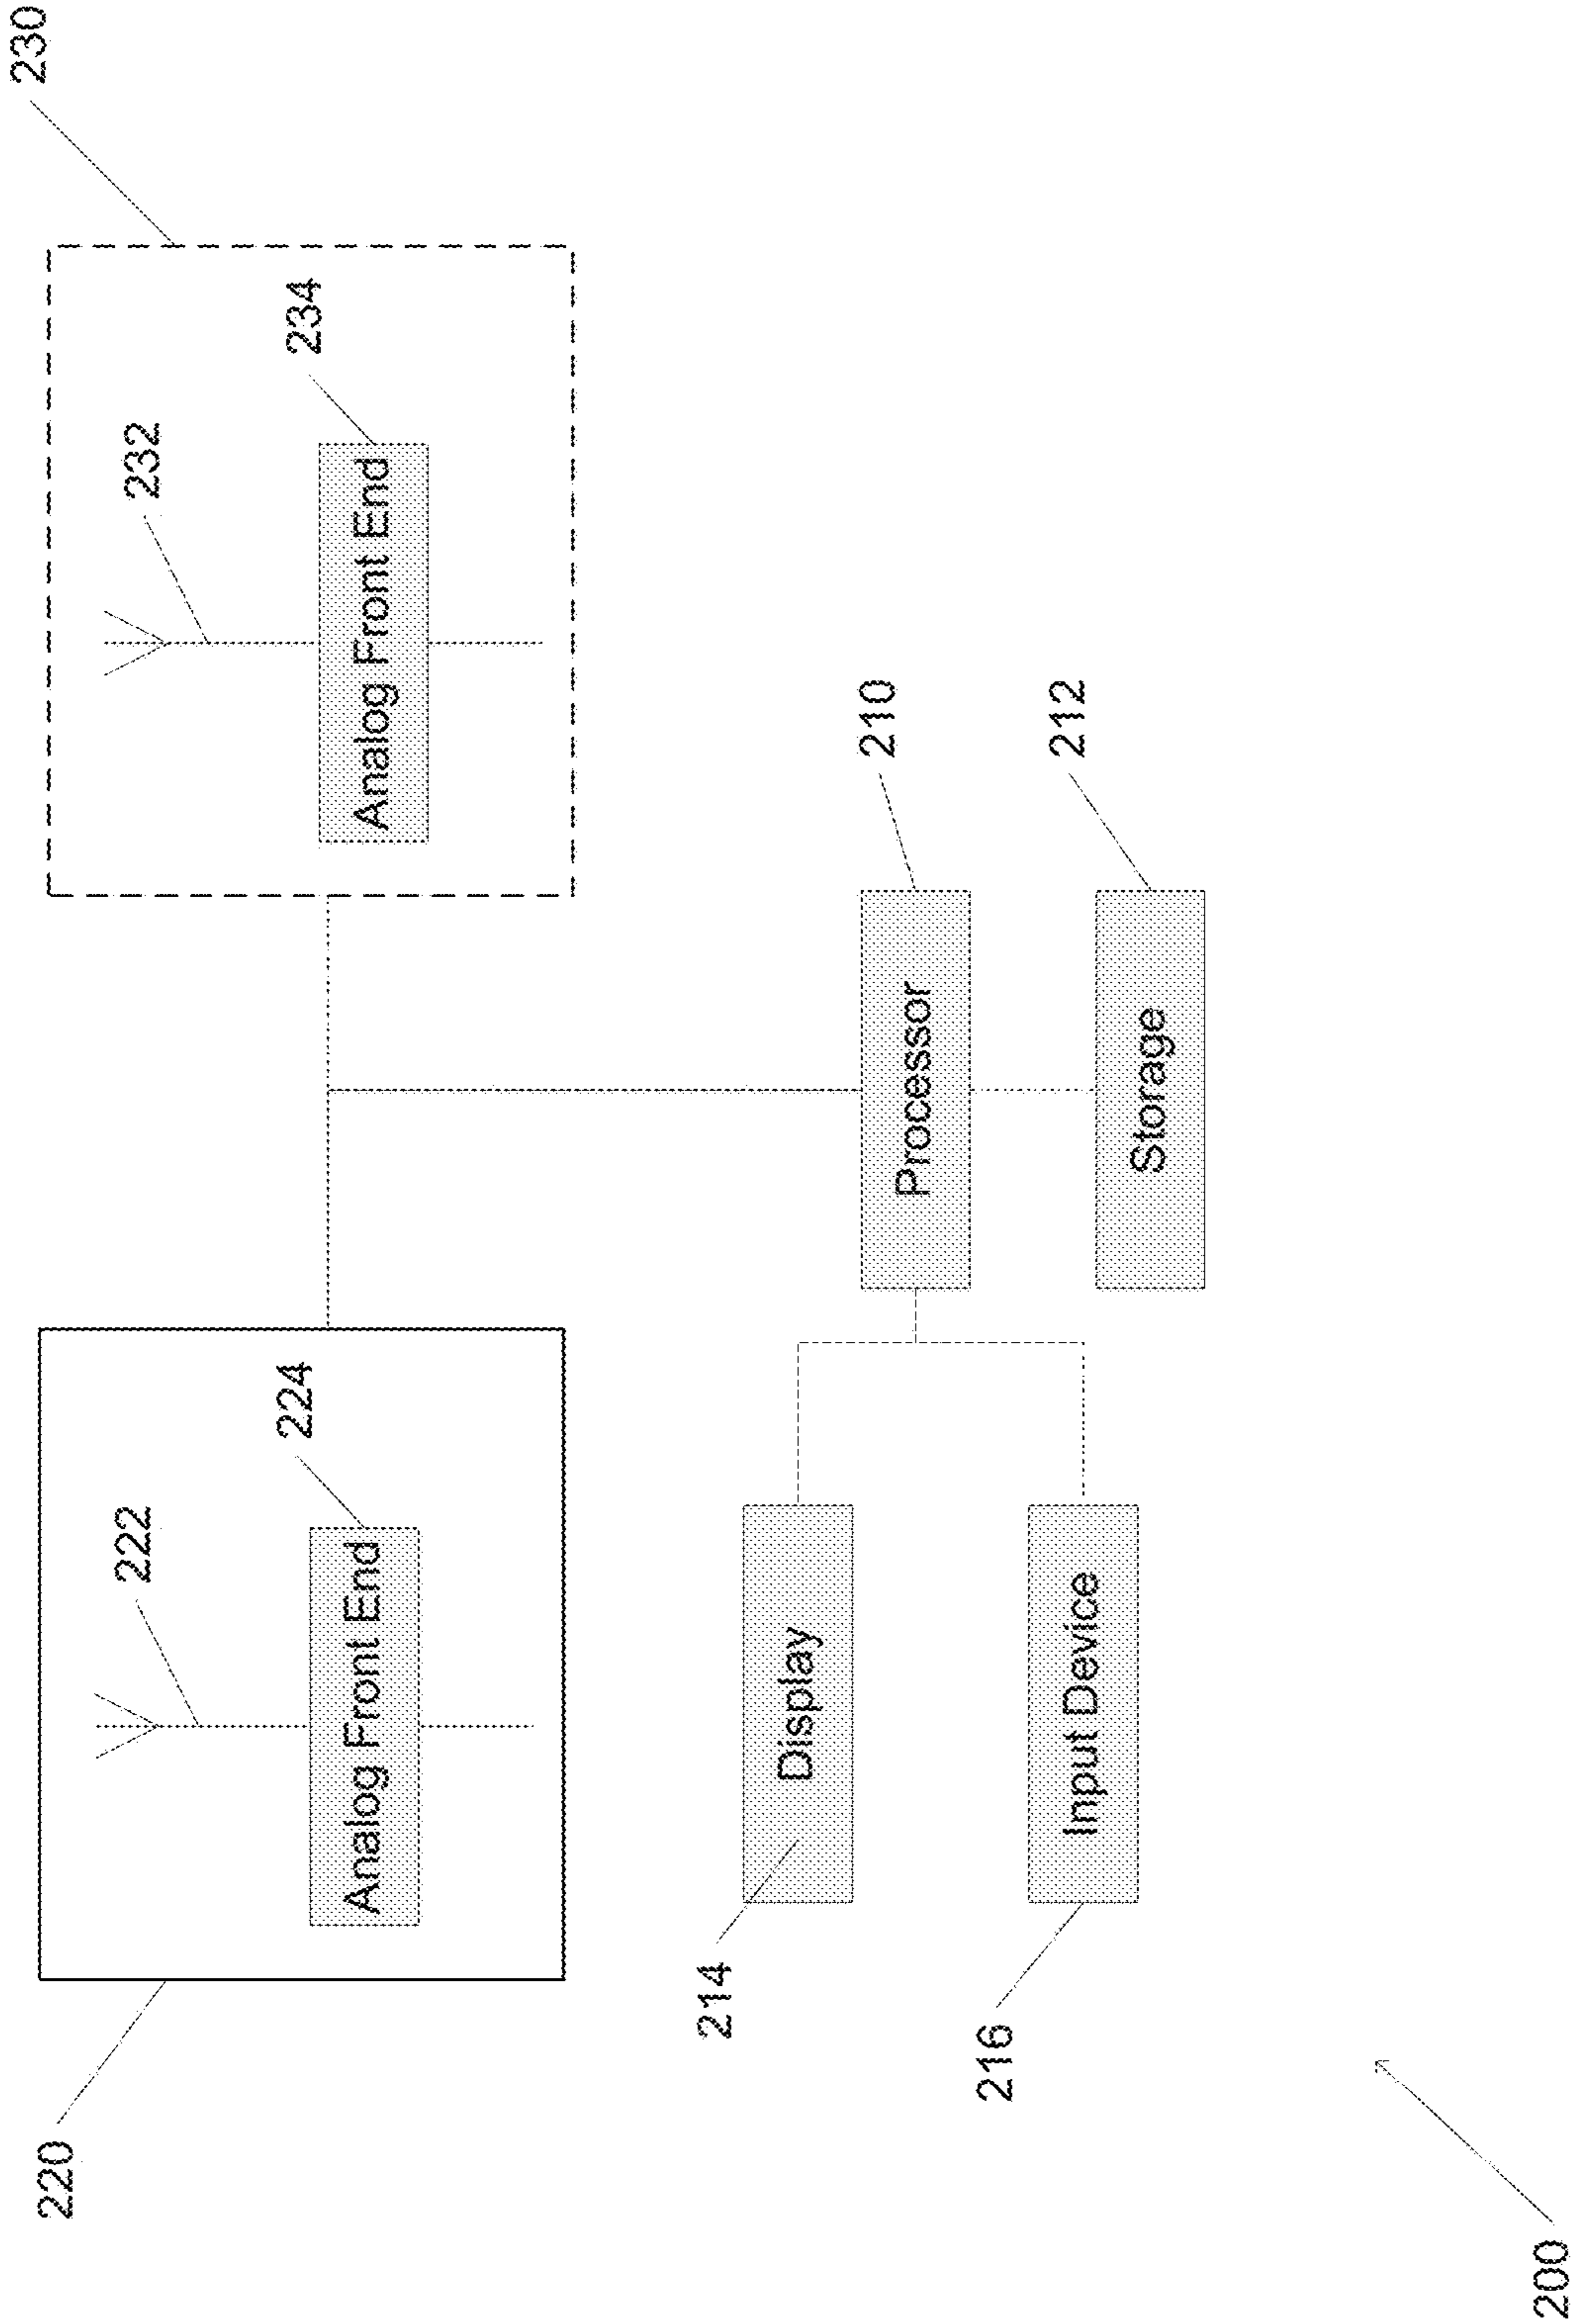 230
220
232
222
234
Analog Front End
224
Analog Front End
210
Processor
Display
214
212
Storage
Input Device
216
200